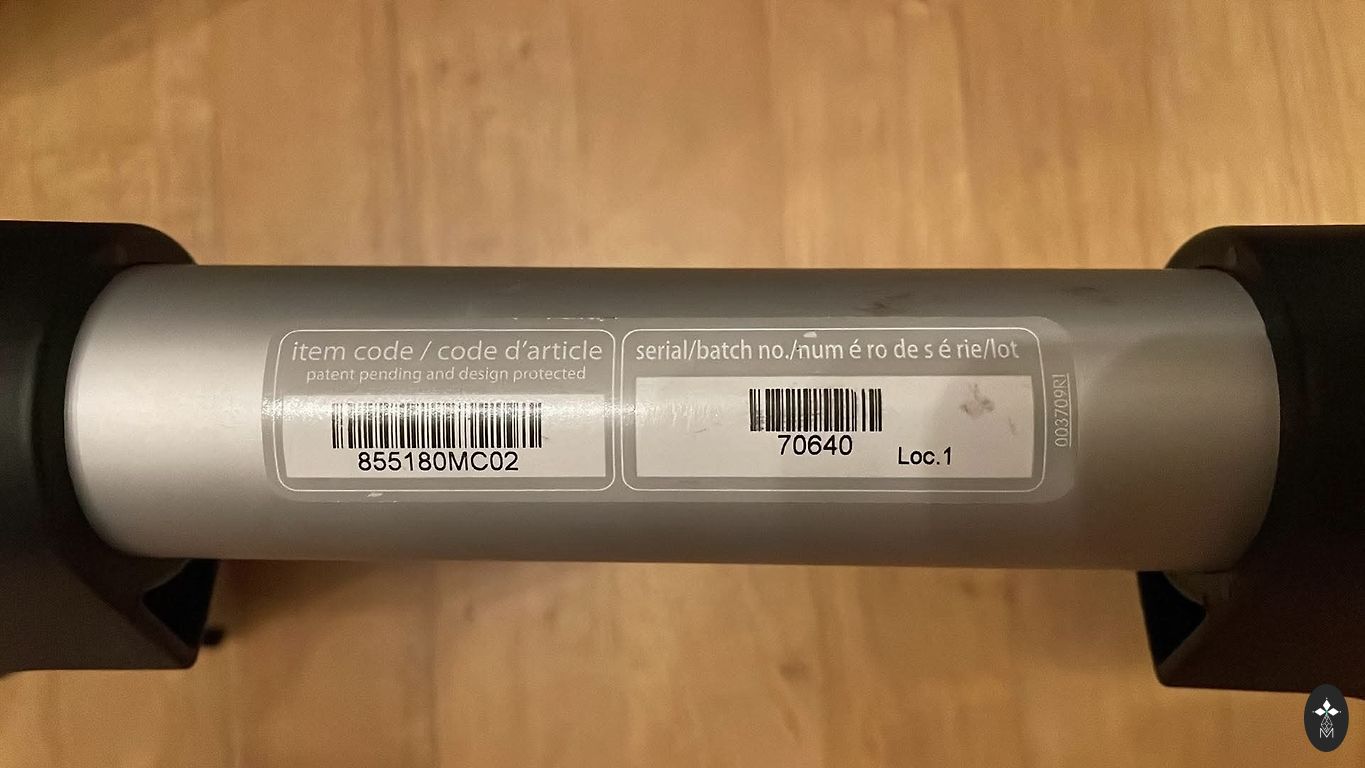 item code / code d'article
patent pending and design protected
855180MC02
serial/batch no./num é ro de s é rie/lot
70640
Loc.1
003709RI
M